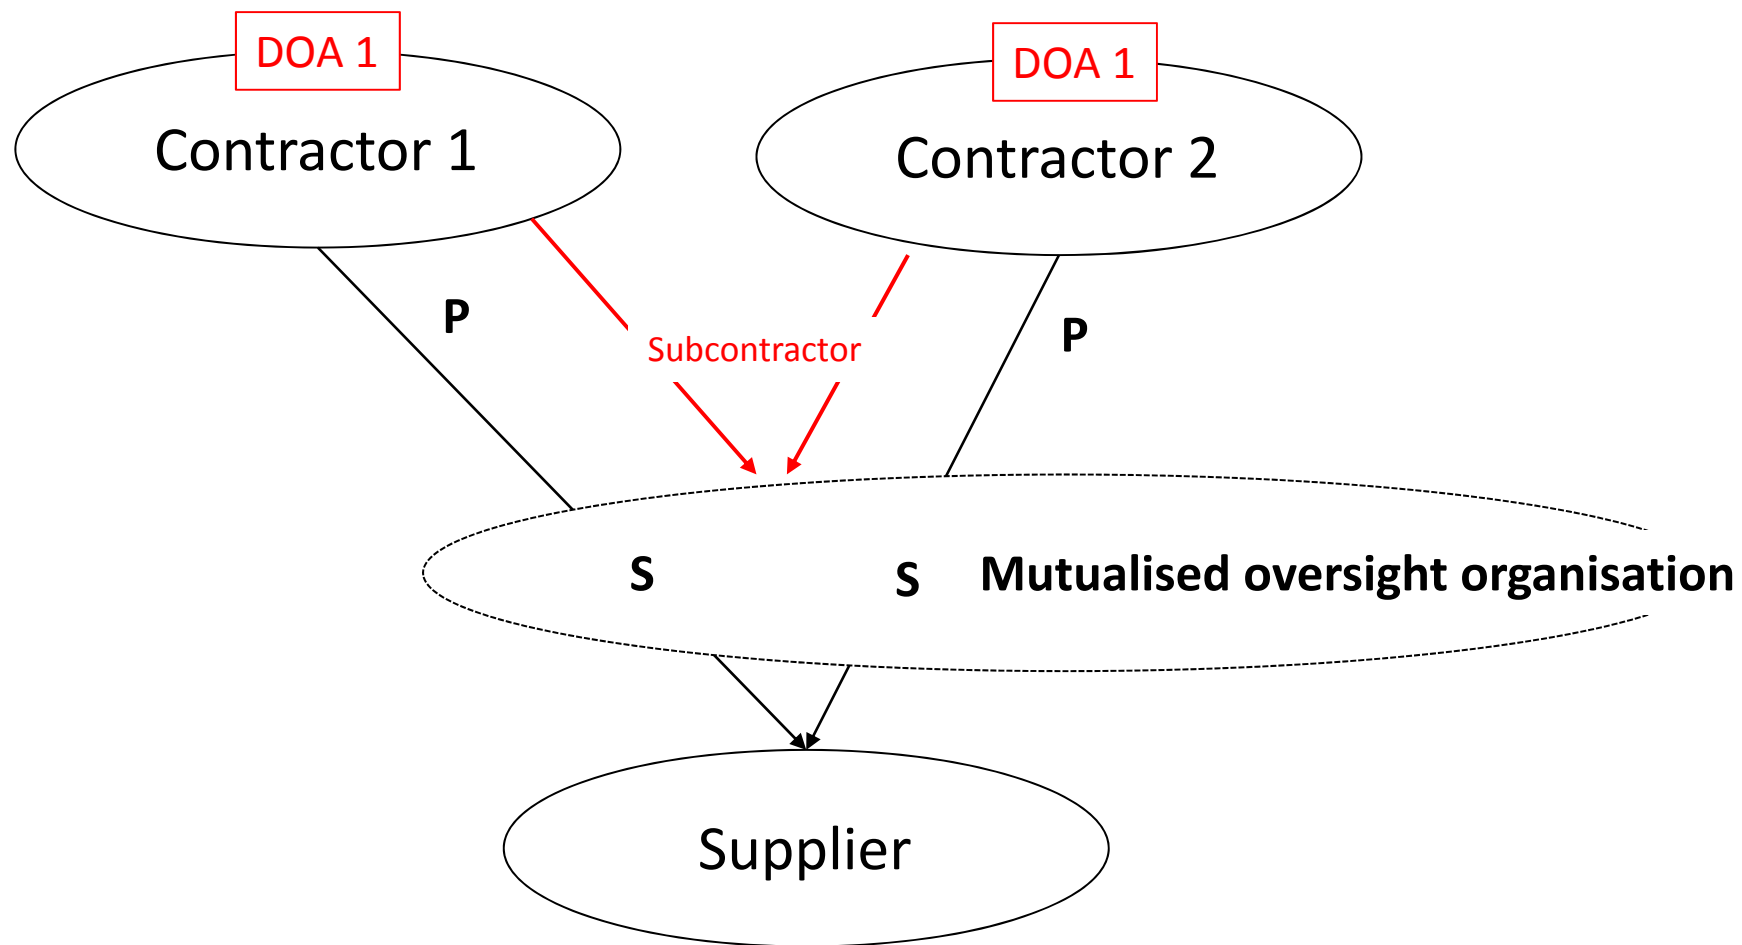 DOA 1
DOA 1
Contractor 1
Contractor 2
P
P
Subcontractor
S
S
Mutualised oversight organisation
Supplier